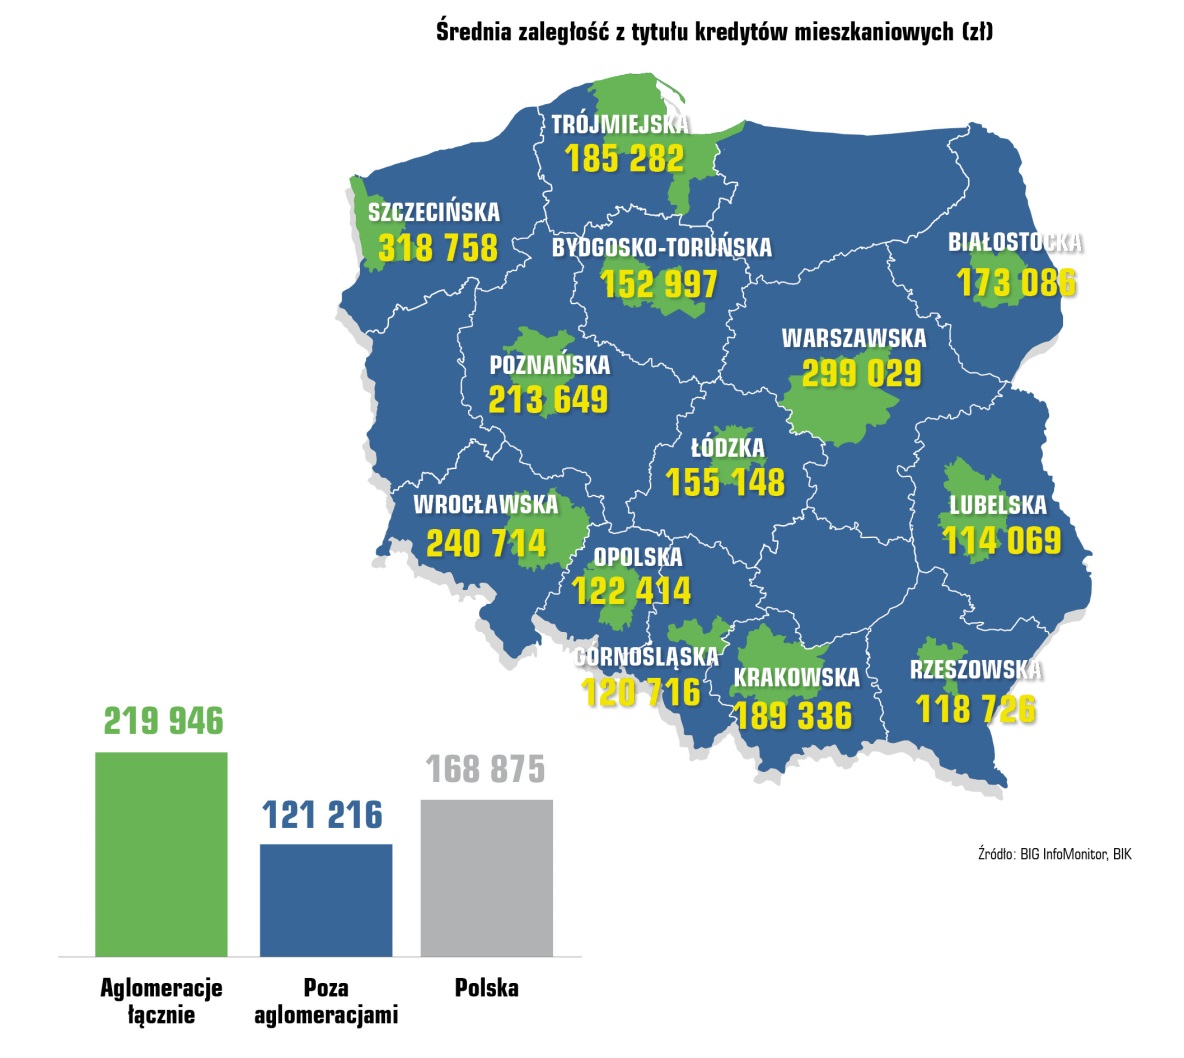 Średnia zaległość z tytułu kredytów mieszkaniowych (zł)
TRÓJMIEJSKA
185 282
SZCZECIŃSKA
318 758
BYDGOSKO-TORUŃSKA
152 997
BIAŁOSTOCKA
173 086
WARSZAWSKA
299 029
POZNAŃSKA
213 649
ŁÓDZKA
155 148
WROCŁAWSKA
240 714
LUBELSKA
114 069
OPOLSKA
122 414
GÓRNOŚLĄSKA
120 716
KRAKOWSKA
189 336
RZESZOWSKA
118 726
219 946
121 216
168 875
Źródło: BIG InfoMonitor, BIK
Aglomeracje
łącznie
Poza
aglomeracjami
Polska